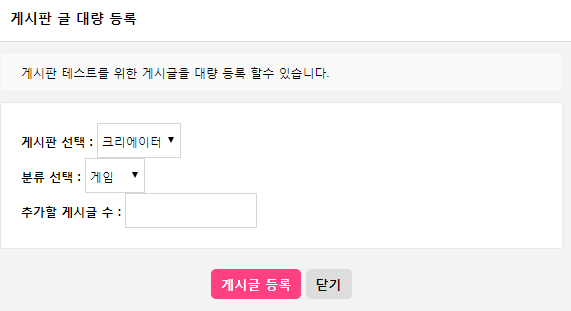 게시판 글 대량 등록
게시판 테스트를 위한 게시글을 대량 등록 할수 있습니다.
게시판 선택 : 크리에이터
분류 선택 : 게임
추가할 게시글 수 :
게시글 등록 닫기